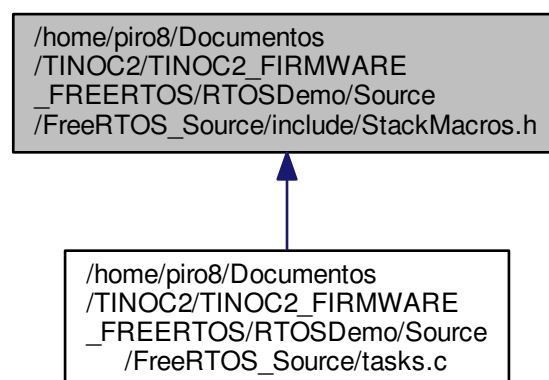 /home/piro8/Documentos
/TINOC2/TINOC2_FIRMWARE
_FREERTOS/RTOSDemo/Source
/FreeRTOS_Source/include/StackMacros.h
/home/piro8/Documentos
/TINOC2/TINOC2_FIRMWARE
_FREERTOS/RTOSDemo/Source
/FreeRTOS_Source/tasks.c